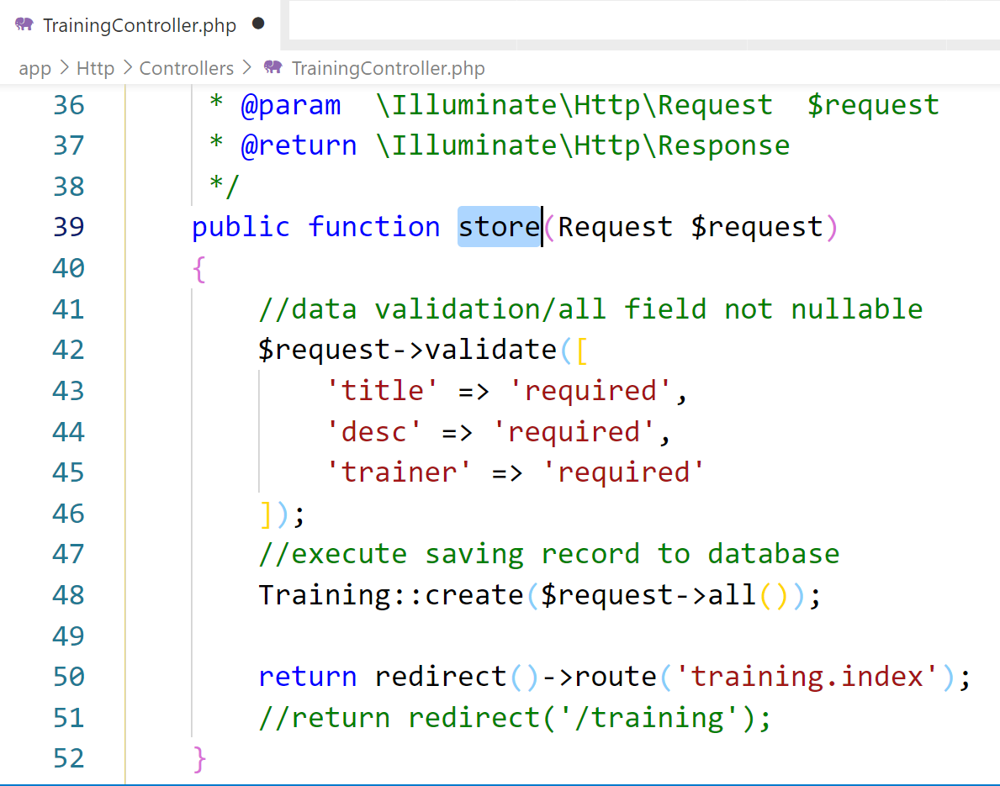 TrainingController.php
app > Http > Controllers > TrainingController.php
36 * @param  \Illuminate\Http\Request  $request
37 * @return \Illuminate\Http\Response
38 */
39 public function store(Request $request)
40 {
41 //data validation/all field not nullable
42 $request->validate([
43 'title' => 'required',
44 'desc' => 'required',
45 'trainer' => 'required'
46 ]);
47 //execute saving record to database
48 Training::create($request->all());
49
50 return redirect()->route('training.index');
51 //return redirect('/training');
52 }